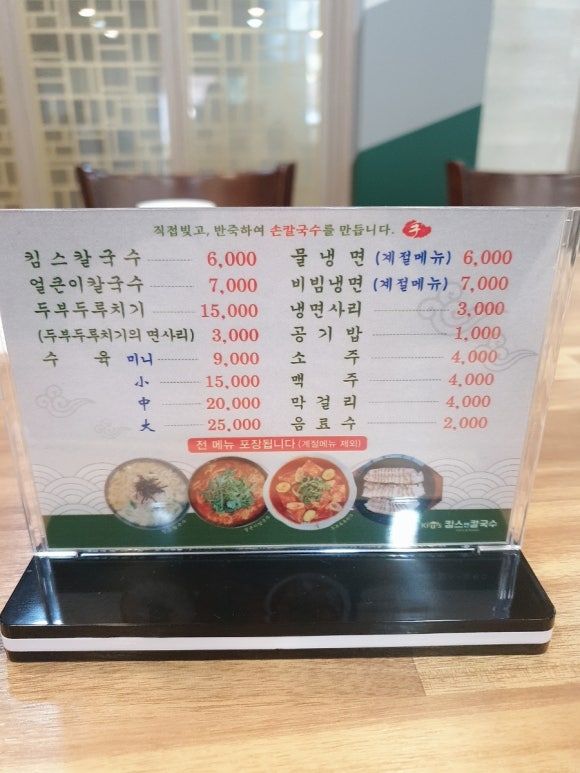 직접빚고, 반죽하여 손칼국수를 만듭니다. 手
킴스칼국수 6,000
얼큰이칼국수 7,000
두부두루치기 15,000
(두부두루치기의 면사리) 3,000
수육 미니 9,000
小 15,000
中 20,000
大 25,000
물냉면 (계절메뉴) 6,000
비빔냉면 (계절메뉴) 7,000
냉면사리 3,000
공기밥 1,000
소주 4,000
맥주 4,000
막걸리 4,000
음료수 2,000
전 메뉴 포장됩니다 (계절메뉴 제외)
킴스 칼국수